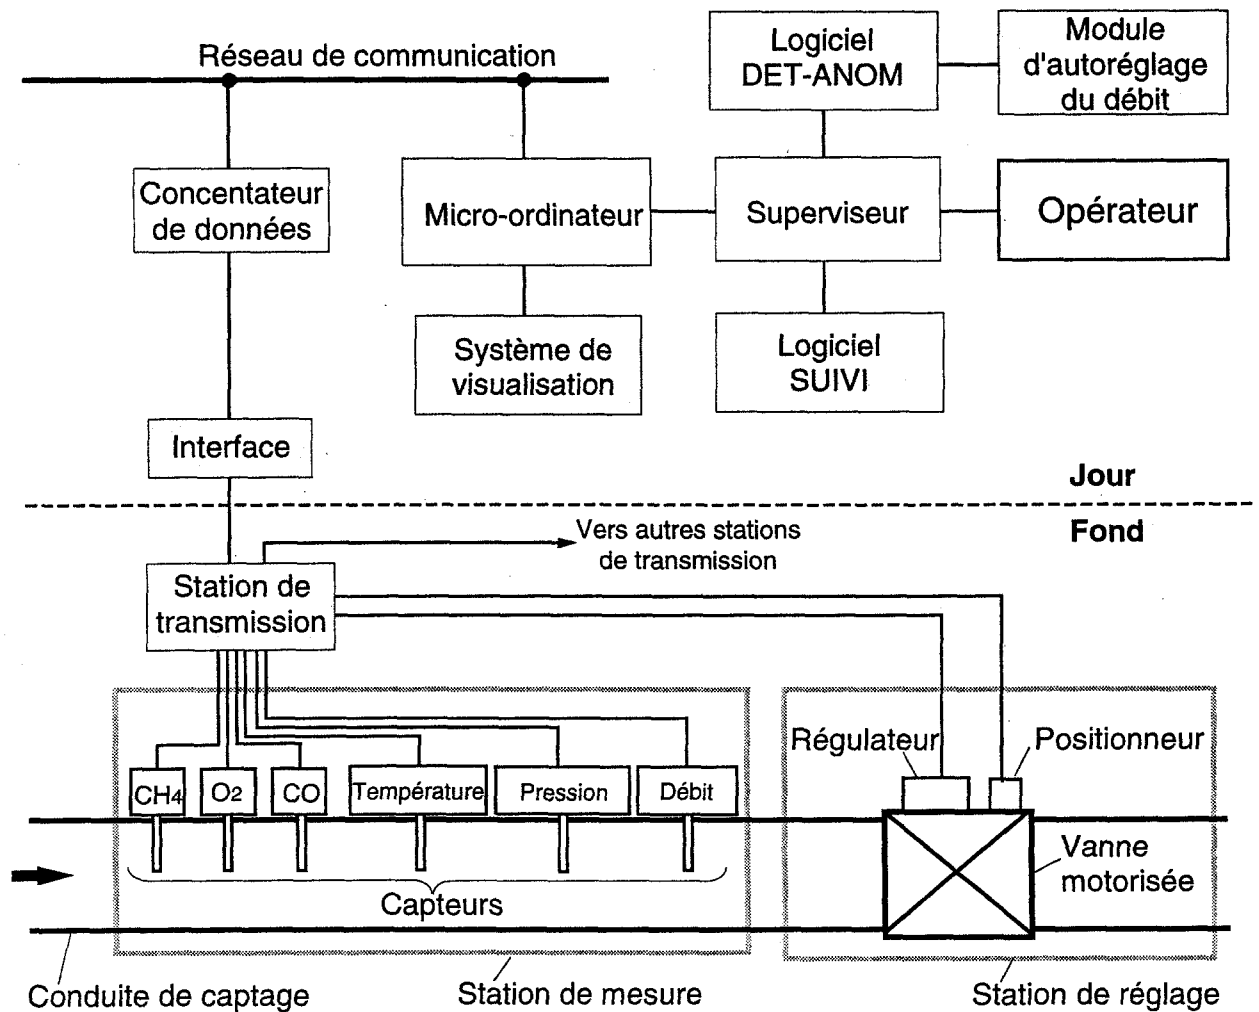 Réseau de communication
Logiciel
DET-ANOM
Module
d'autoréglage
du débit
Concentateur
de données
Micro-ordinateur
Superviseur
Opérateur
Système de
visualisation
Logiciel
SUIVI
Interface
Jour
Fond
Vers autres stations
de transmission
Station de
transmission
Régulateur
Positionneur
CH4
O2
CO
Température
Pression
Débit
Vanne
motorisée
Capteurs
Conduite de captage
Station de mesure
Station de réglage